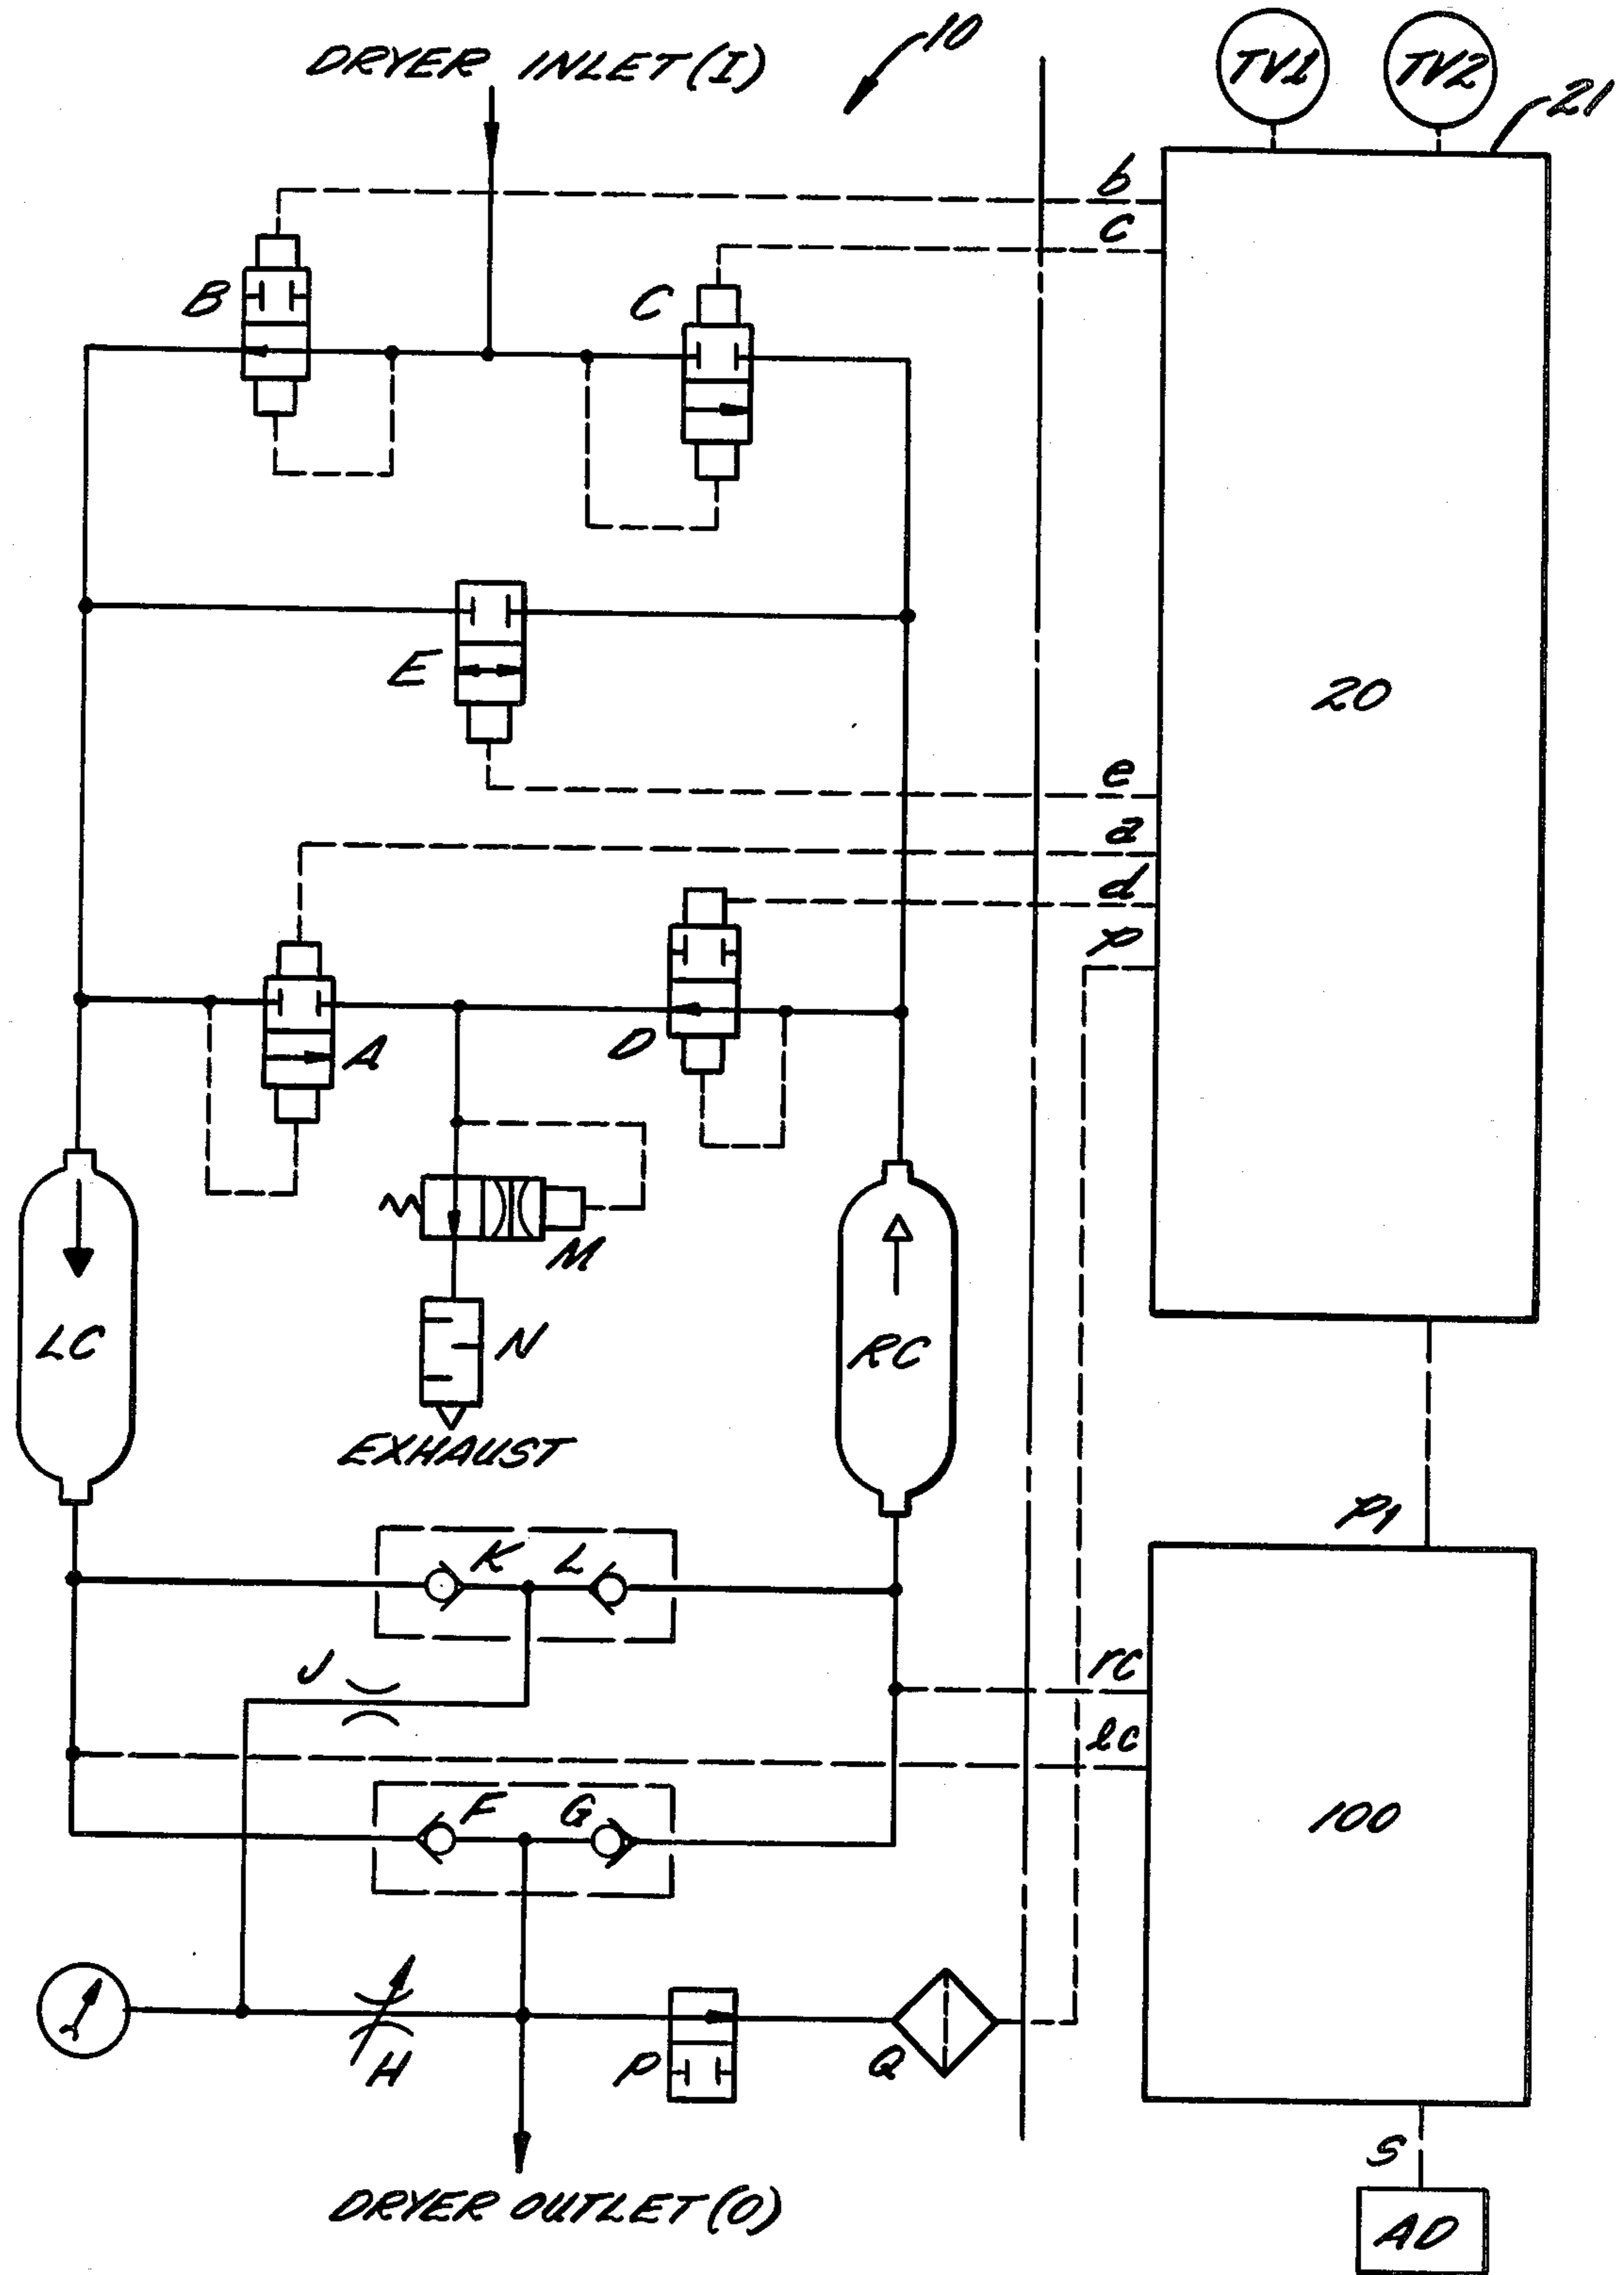 DRYER INLET (I)
10
TV1
TV2
21
b
c
B
C
E
20
e
a
d
p
A
D
M
LC
N
RC
EXHAUST
p1
K
L
J
rc
lc
F
G
100
H
P
Q
S
DRYER OUTLET (O)
AD